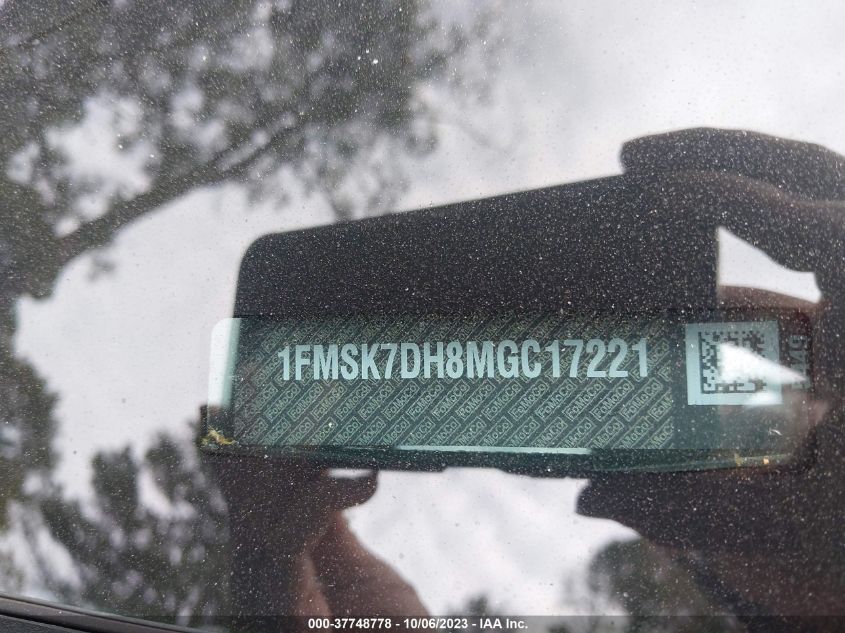 1FMSK7DH8MGC17221
000-37748778 - 10/06/2023 - IAA Inc.